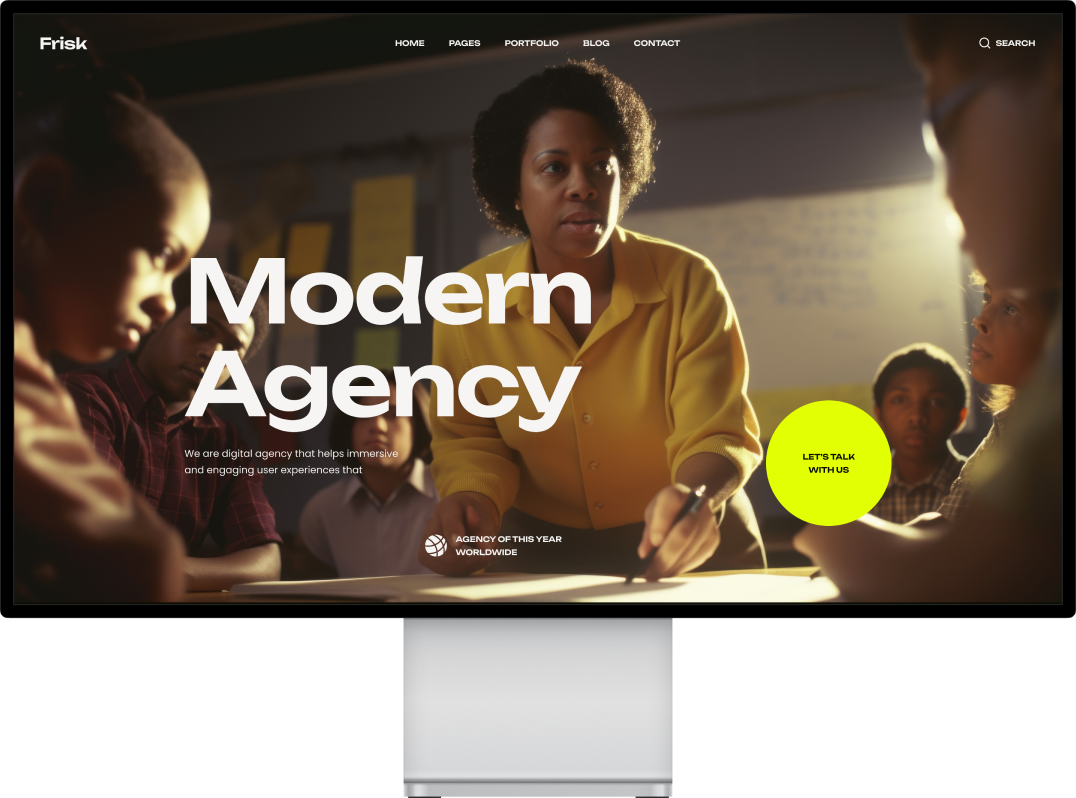 Frisk
HOME PAGES PORTFOLIO BLOG CONTACT
SEARCH
Modern
Agency
We are digital agency that helps immersive
and engaging user experiences that
LET'S TALK
WITH US
AGENCY OF THIS YEAR
WORLDWIDE